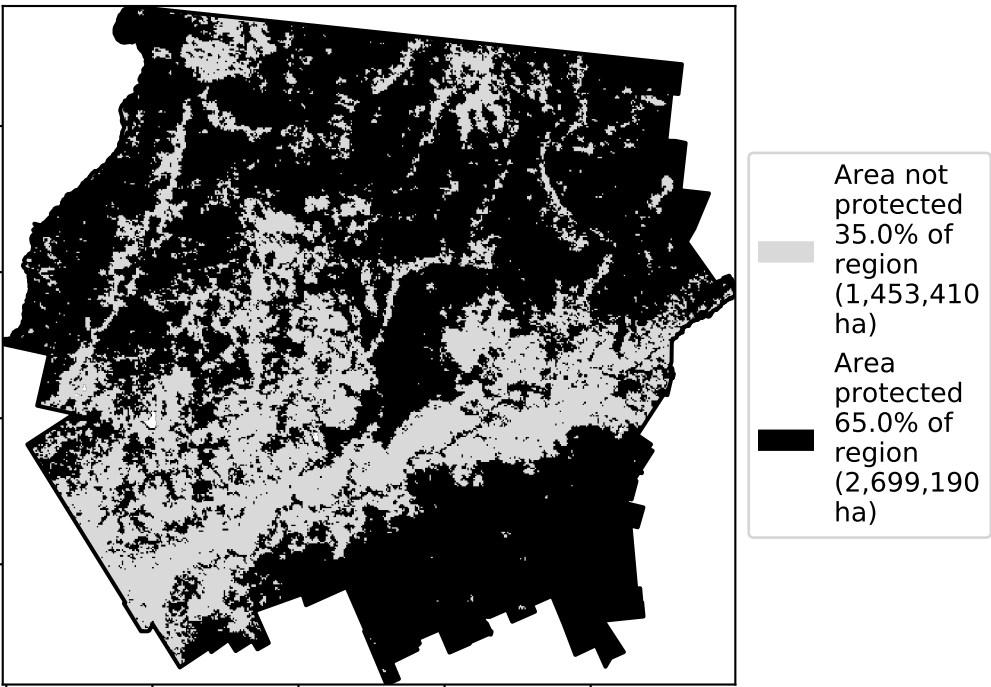 Area not
protected
35.0% of
region
(1,453,410
ha)
Area
protected
65.0% of
region
(2,699,190
ha)